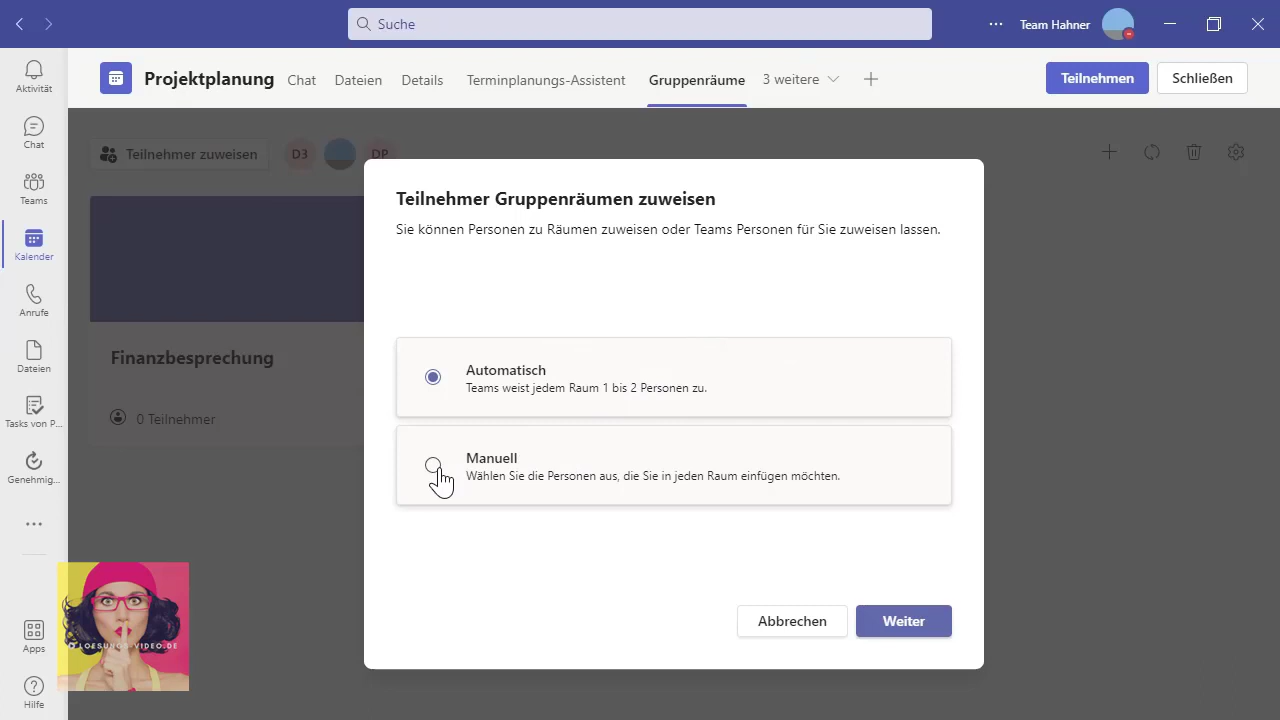 Suche
Team Hahner
Aktivität
Chat
Teams
Kalender
Anrufe
Dateien
Tasks von P...
Genehmig...
Apps
Hilfe
Projektplanung
Chat
Dateien
Details
Terminplanungs-Assistent
Gruppenräume
3 weitere
Teilnehmen
Schließen
Teilnehmer zuweisen
D3
DP
Finanzbesprechung
0 Teilnehmer
Teilnehmer Gruppenräumen zuweisen
Sie können Personen zu Räumen zuweisen oder Teams Personen für Sie zuweisen lassen.
Automatisch
Teams weist jedem Raum 1 bis 2 Personen zu.
Manuell
Wählen Sie die Personen aus, die Sie in jeden Raum einfügen möchten.
Abbrechen
Weiter
LOESUNGS-VIDEO.DE